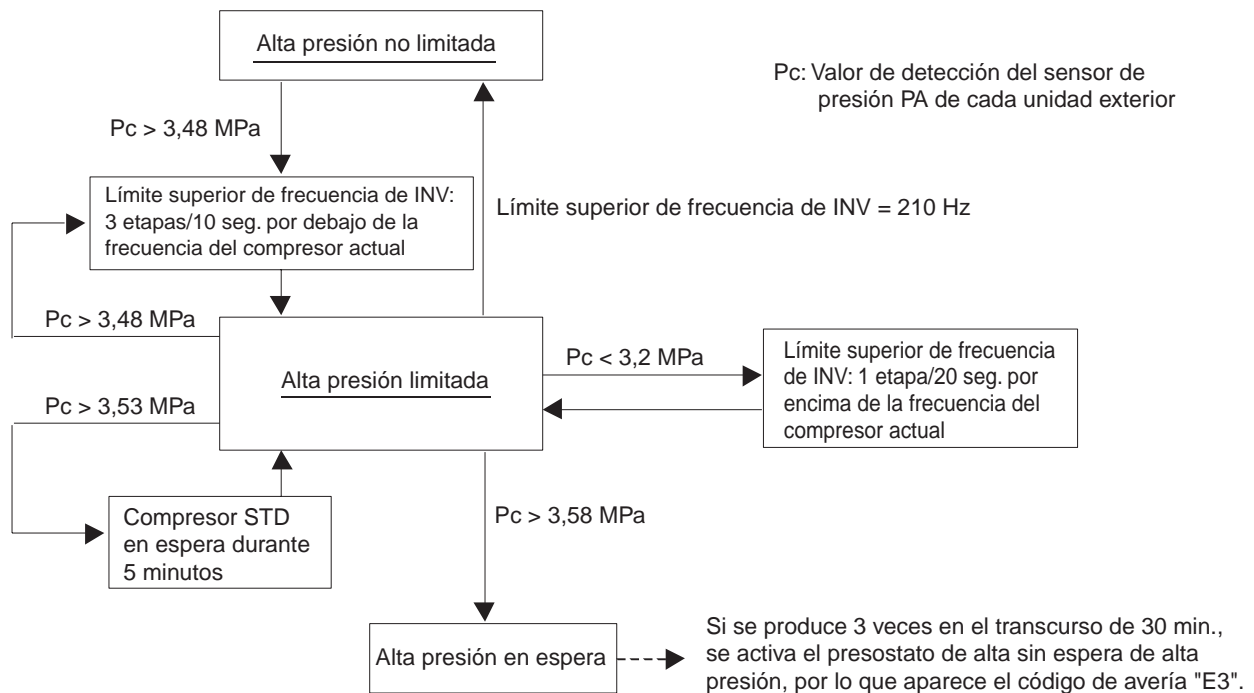 Alta presión no limitada
Pc: Valor de detección del sensor de
presión PA de cada unidad exterior
Pc > 3,48 MPa
Límite superior de frecuencia de INV:
3 etapas/10 seg. por debajo de la
frecuencia del compresor actual
Límite superior de frecuencia de INV = 210 Hz
Pc > 3,48 MPa
Alta presión limitada
Pc < 3,2 MPa
Límite superior de frecuencia
de INV: 1 etapa/20 seg. por
encima de la frecuencia del
compresor actual
Pc > 3,53 MPa
Compresor STD
en espera durante
5 minutos
Pc > 3,58 MPa
Alta presión en espera
Si se produce 3 veces en el transcurso de 30 min.,
se activa el presostato de alta sin espera de alta
presión, por lo que aparece el código de avería "E3".